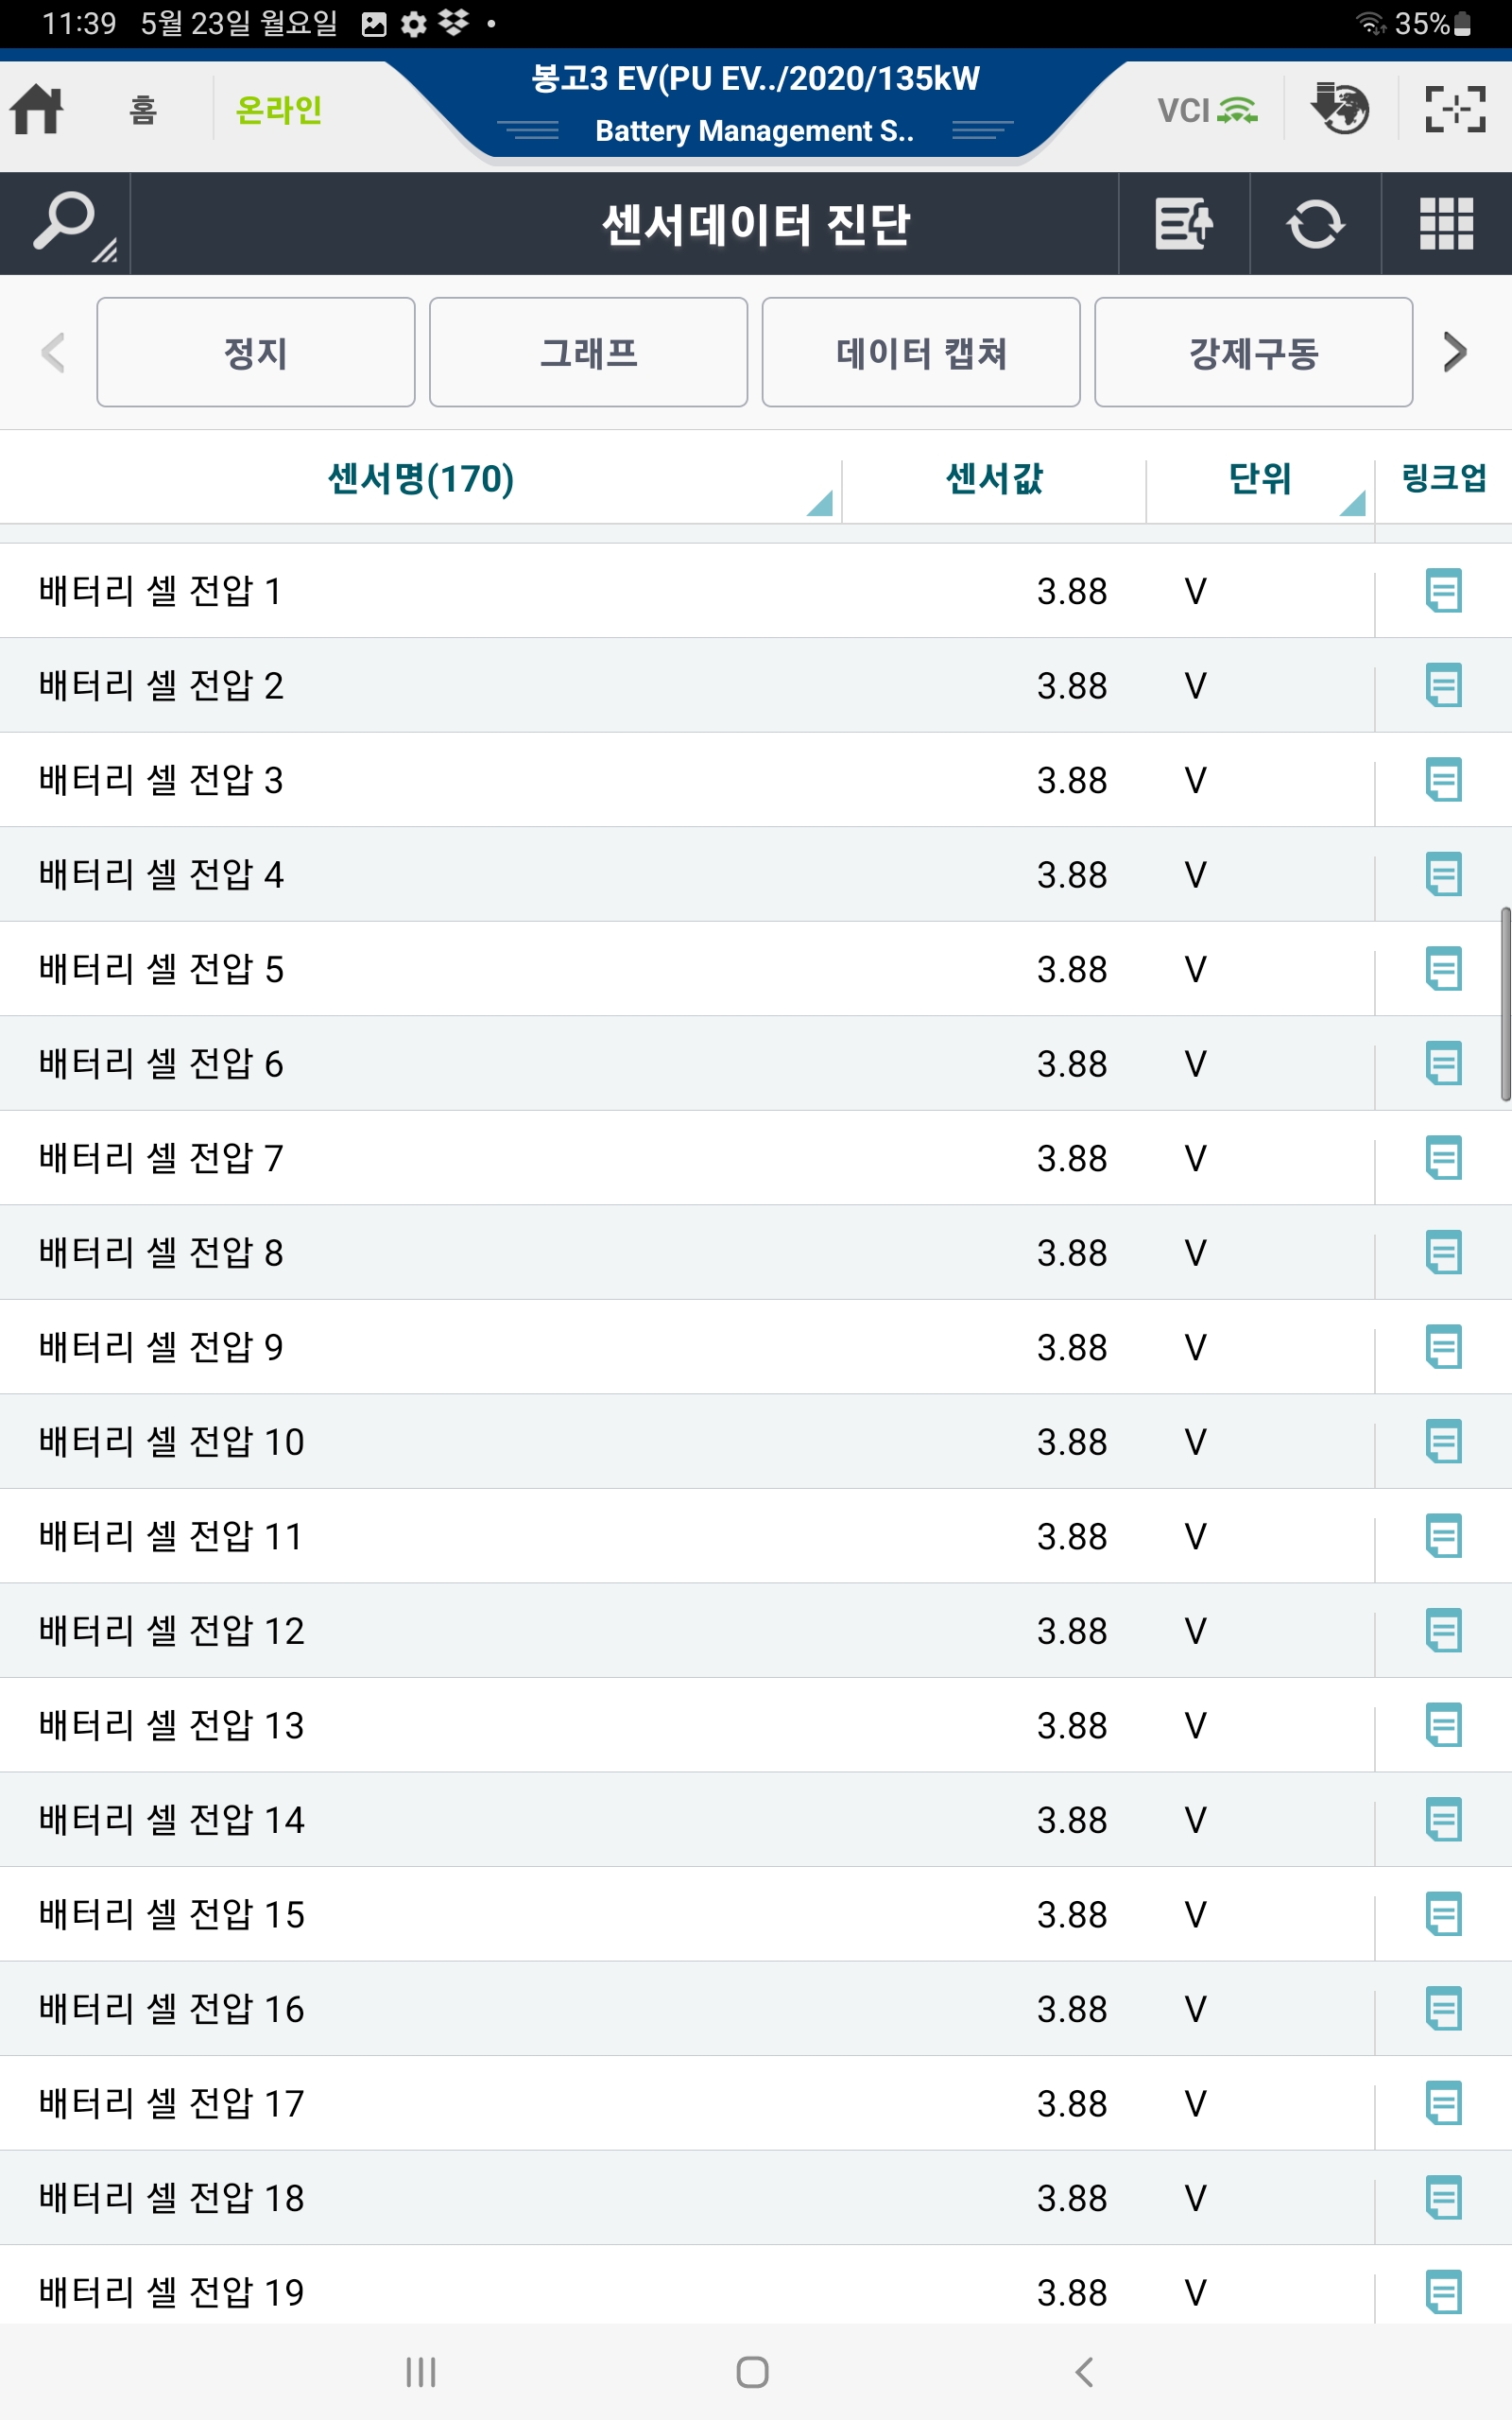 11:39 5월 23일 월요일 35%
봉고3 EV(PU EV../2020/135kW
홈 온라인 VCI
Battery Management S..
센서데이터 진단
정지 그래프 데이터 캡쳐 강제구동
센서명(170) 센서값 단위 링크업
배터리 셀 전압 1 3.88 V
배터리 셀 전압 2 3.88 V
배터리 셀 전압 3 3.88 V
배터리 셀 전압 4 3.88 V
배터리 셀 전압 5 3.88 V
배터리 셀 전압 6 3.88 V
배터리 셀 전압 7 3.88 V
배터리 셀 전압 8 3.88 V
배터리 셀 전압 9 3.88 V
배터리 셀 전압 10 3.88 V
배터리 셀 전압 11 3.88 V
배터리 셀 전압 12 3.88 V
배터리 셀 전압 13 3.88 V
배터리 셀 전압 14 3.88 V
배터리 셀 전압 15 3.88 V
배터리 셀 전압 16 3.88 V
배터리 셀 전압 17 3.88 V
배터리 셀 전압 18 3.88 V
배터리 셀 전압 19 3.88 V